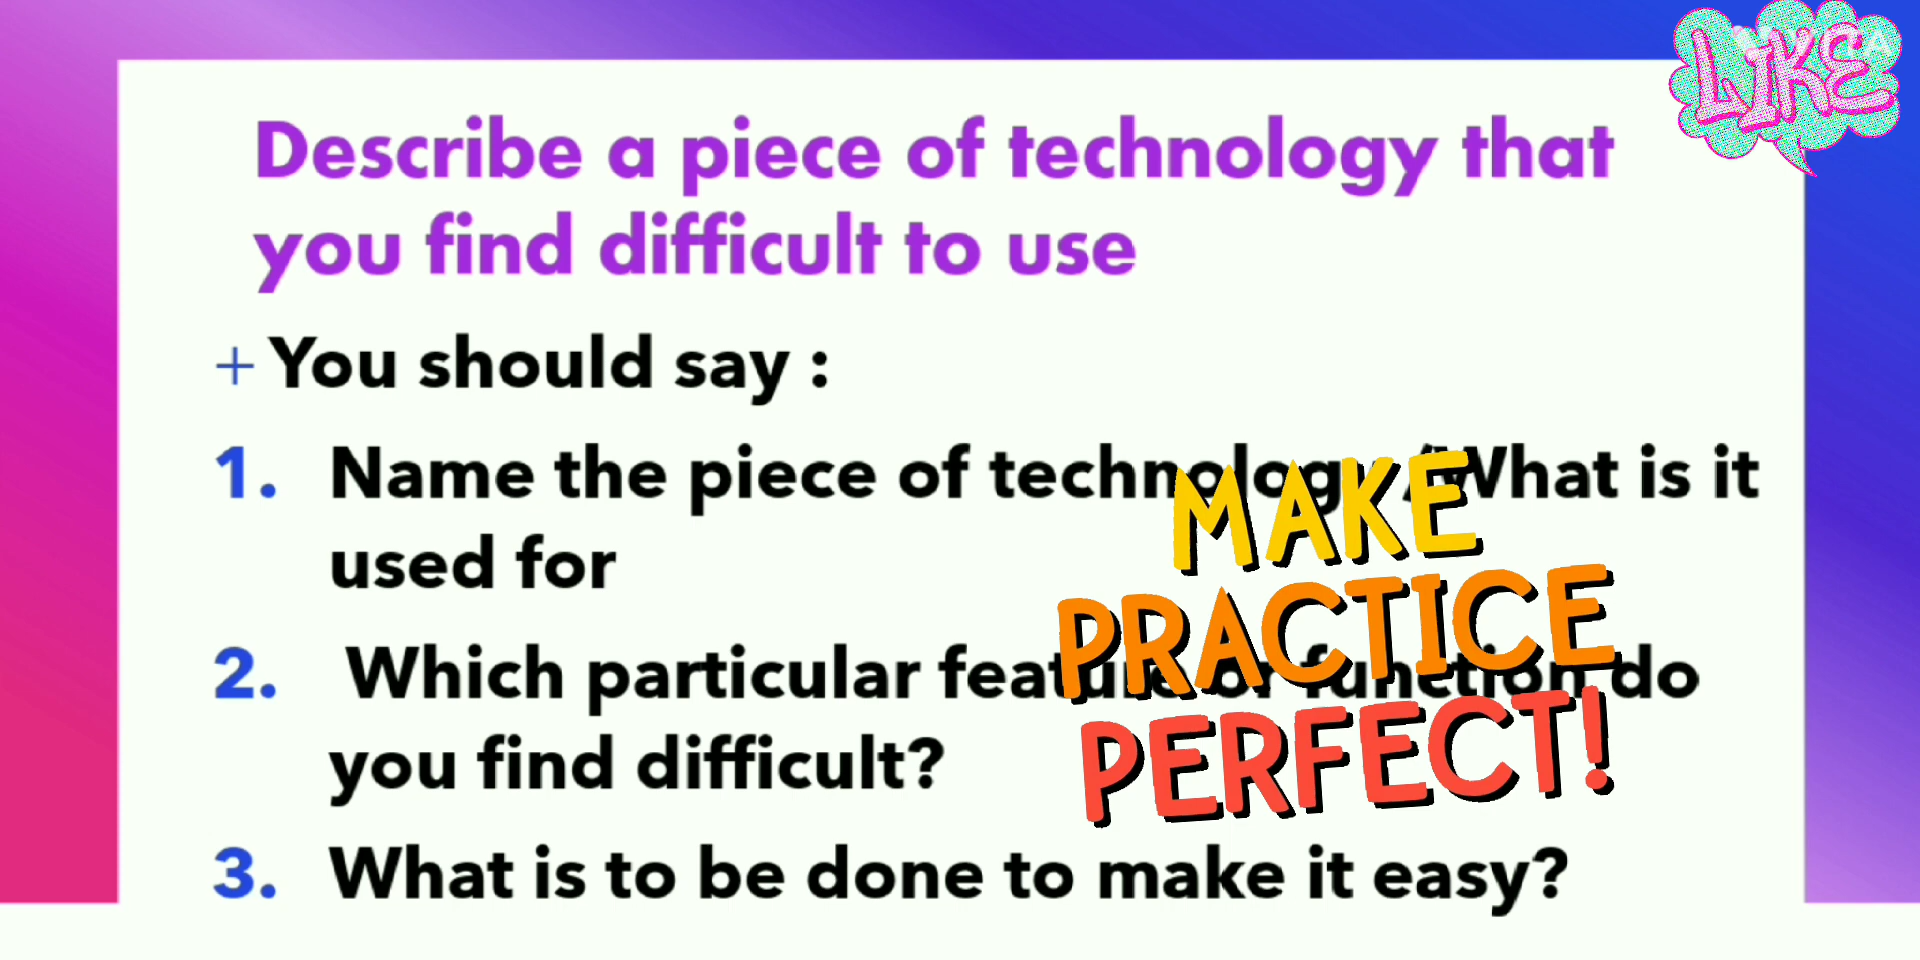 LIKE
Describe a piece of technology that
you find difficult to use
+ You should say :
1. Name the piece of technology /What is it
used for
2. Which particular feature or function do
you find difficult?
3. What is to be done to make it easy?
MAKE
PRACTICE
PERFECT!